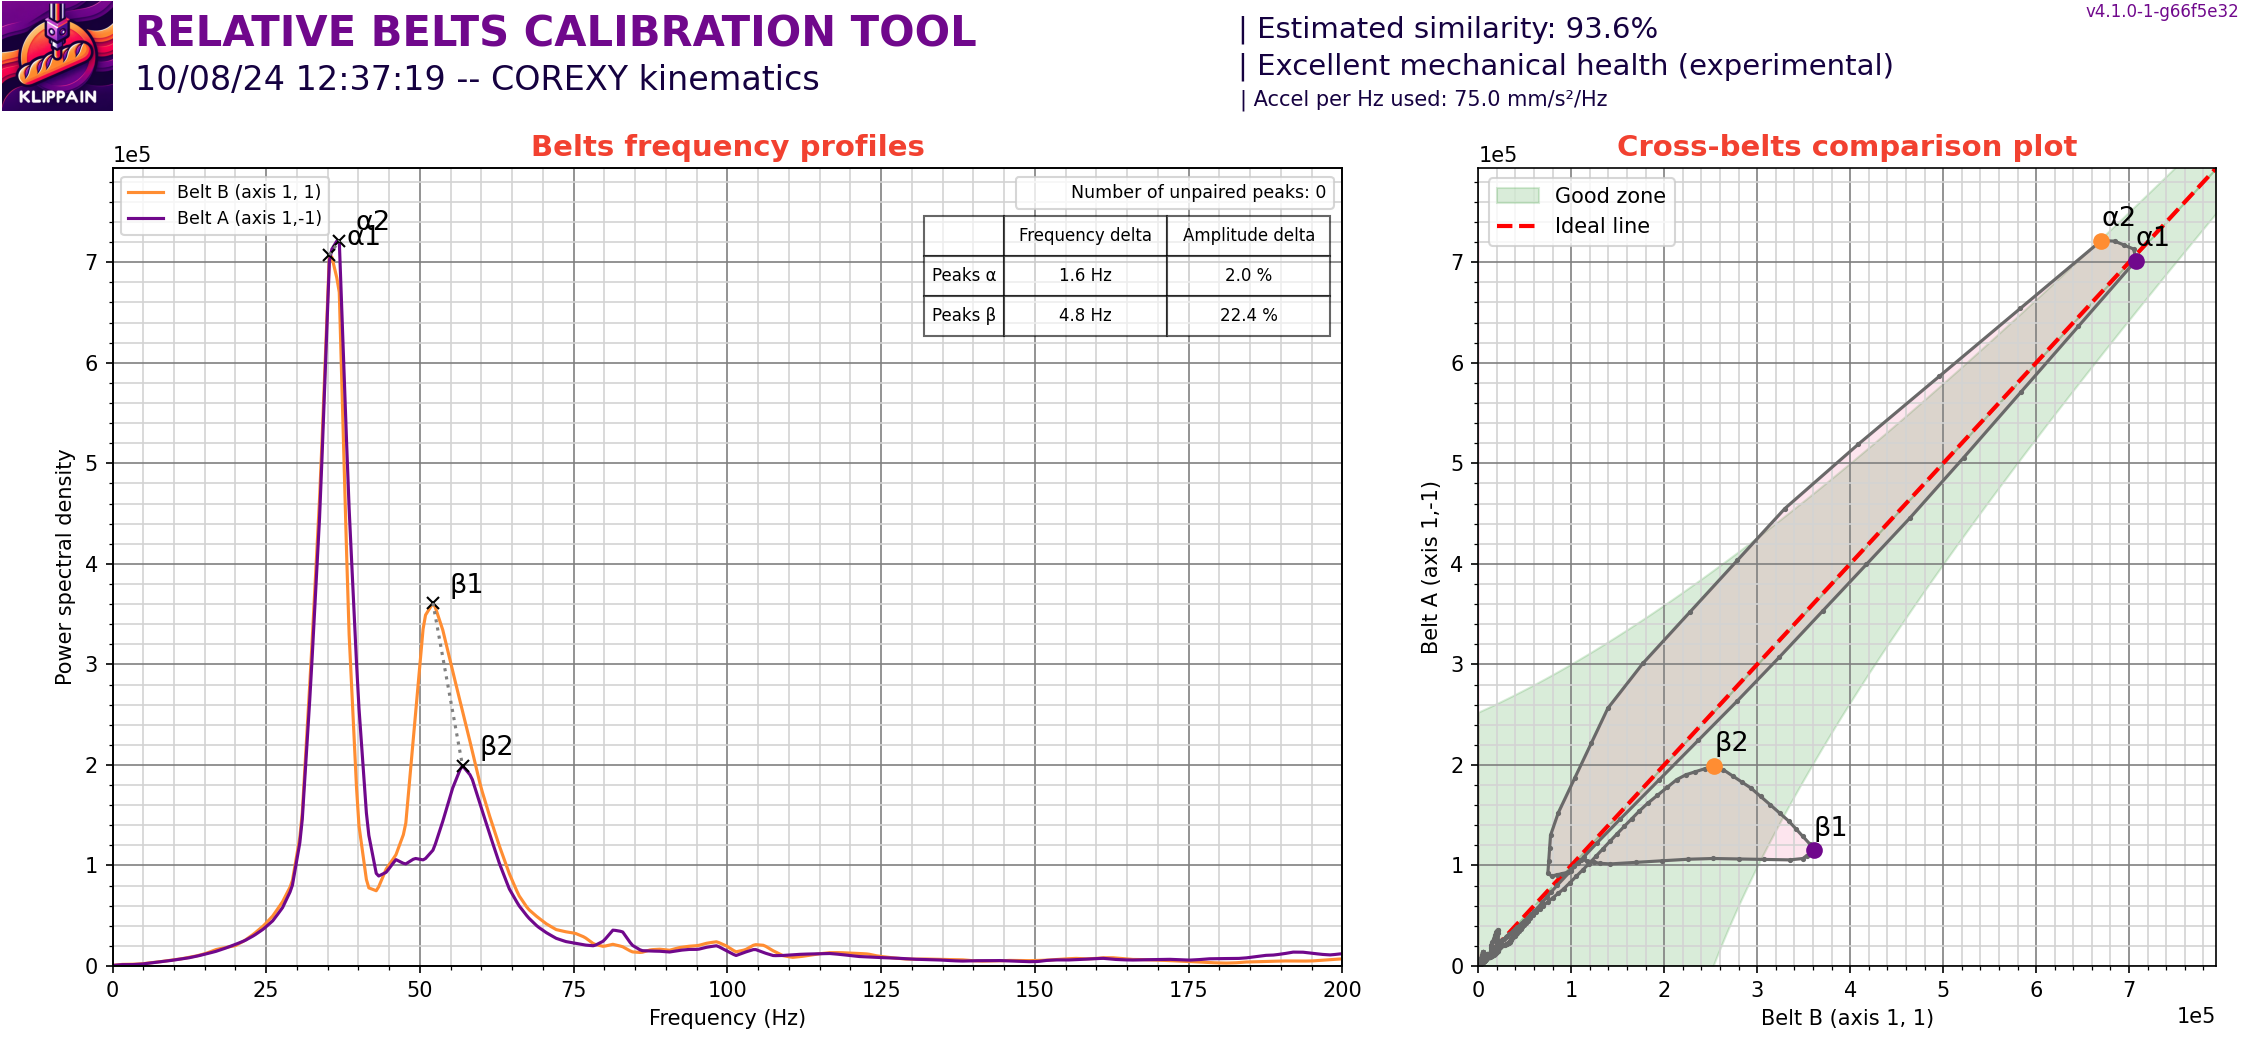 KLIPPAIN
RELATIVE BELTS CALIBRATION TOOL
10/08/24 12:37:19 -- COREXY kinematics
| Estimated similarity: 93.6%
| Excellent mechanical health (experimental)
| Accel per Hz used: 75.0 mm/s²/Hz
v4.1.0-1-g66f5e32
Belts frequency profiles
1e5
Belt B (axis 1, 1)
Belt A (axis 1,-1)
Number of unpaired peaks: 0
Frequency delta Amplitude delta
Peaks α 1.6 Hz 2.0 %
Peaks β 4.8 Hz 22.4 %
α2
α1
β1
β2
Power spectral density
7
6
5
4
3
2
1
0
0 25 50 75 100 125 150 175 200
Frequency (Hz)
Cross-belts comparison plot
1e5
Good zone
Ideal line
α2
α1
β2
β1
Belt A (axis 1,-1)
7
6
5
4
3
2
1
0
0 1 2 3 4 5 6 7
Belt B (axis 1, 1)
1e5